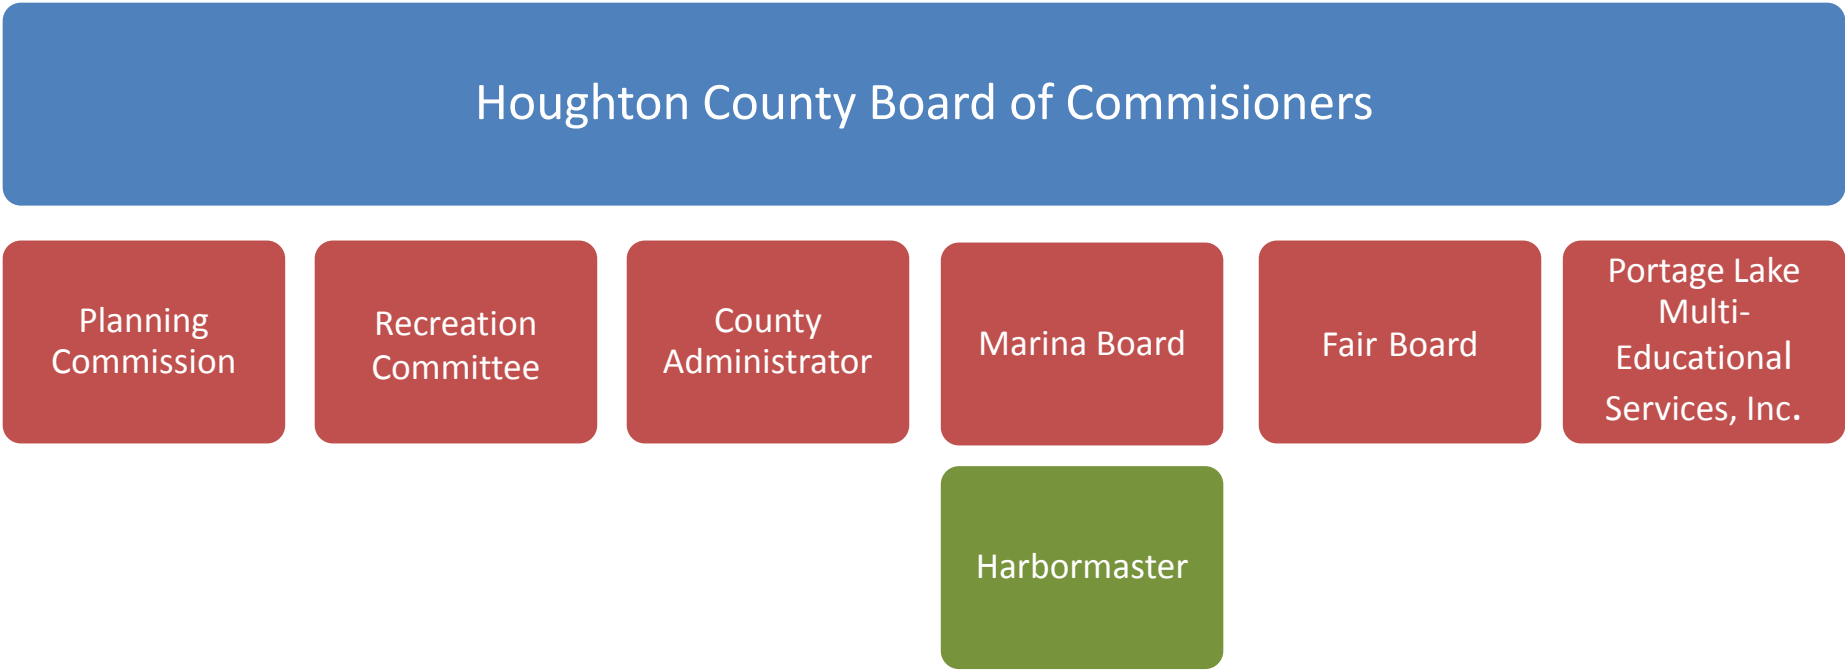 Houghton County Board of Commisioners
Planning
Commission
Recreation
Committee
County
Administrator
Marina Board
Fair Board
Portage Lake
Multi-
Educational
Services, Inc.
Harbormaster